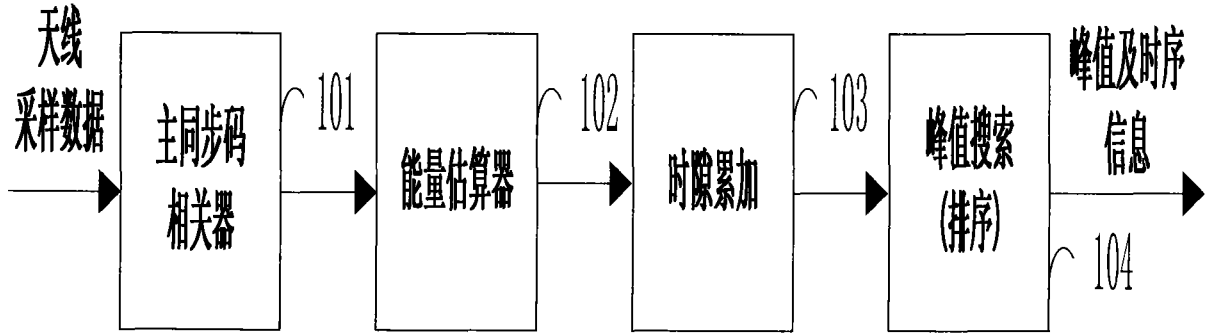 天线
采样数据
主同步码
相关器
101
能量估算器
102
时隙累加
103
峰值搜索
(排序)
104
峰值及时序
信息